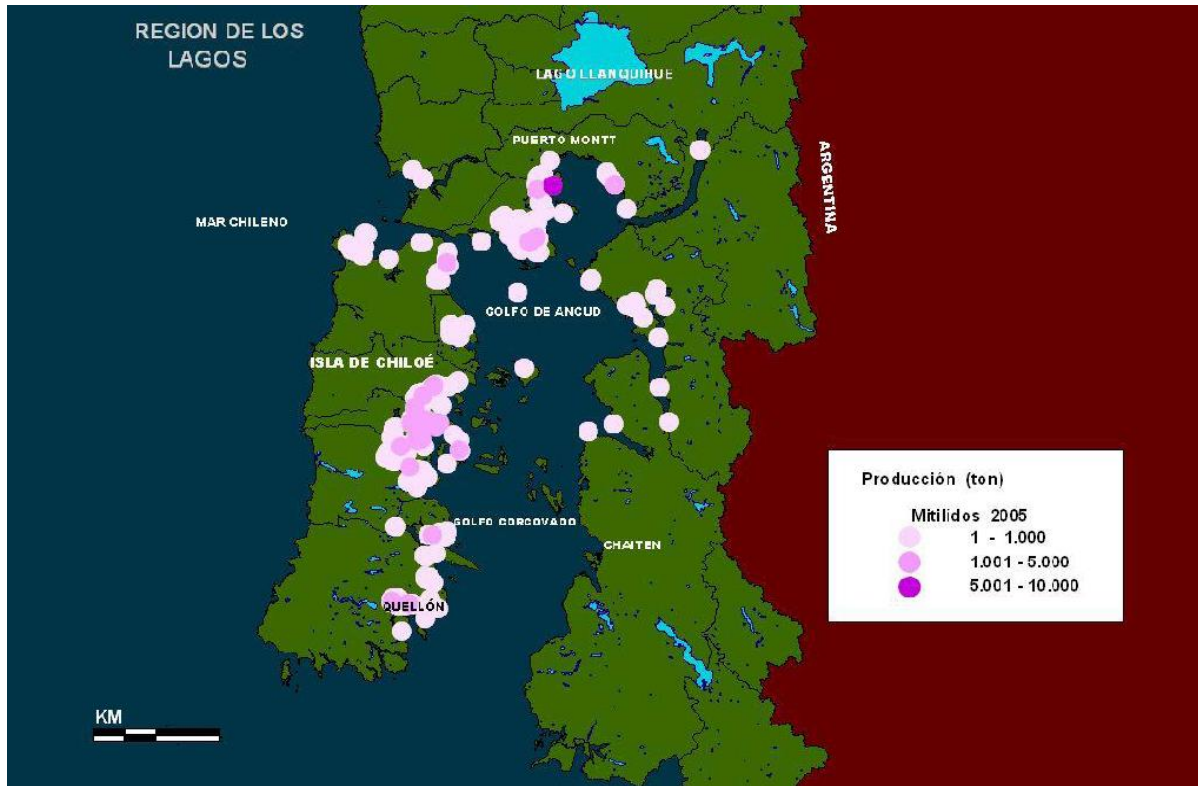 REGION DE LOS
LAGOS
LAGO LLANQUIHUE
PUERTO MONTT
ARGENTINA
MAR CHILENO
GOLFO DE ANCUD
ISLA DE CHILOÉ
GOLFO CORCOVADO
CHAITEN
QUELLÓN
Producción (ton)
Mitilidos 2005
1 - 1.000
1.001 - 5.000
5.001 - 10.000
KM